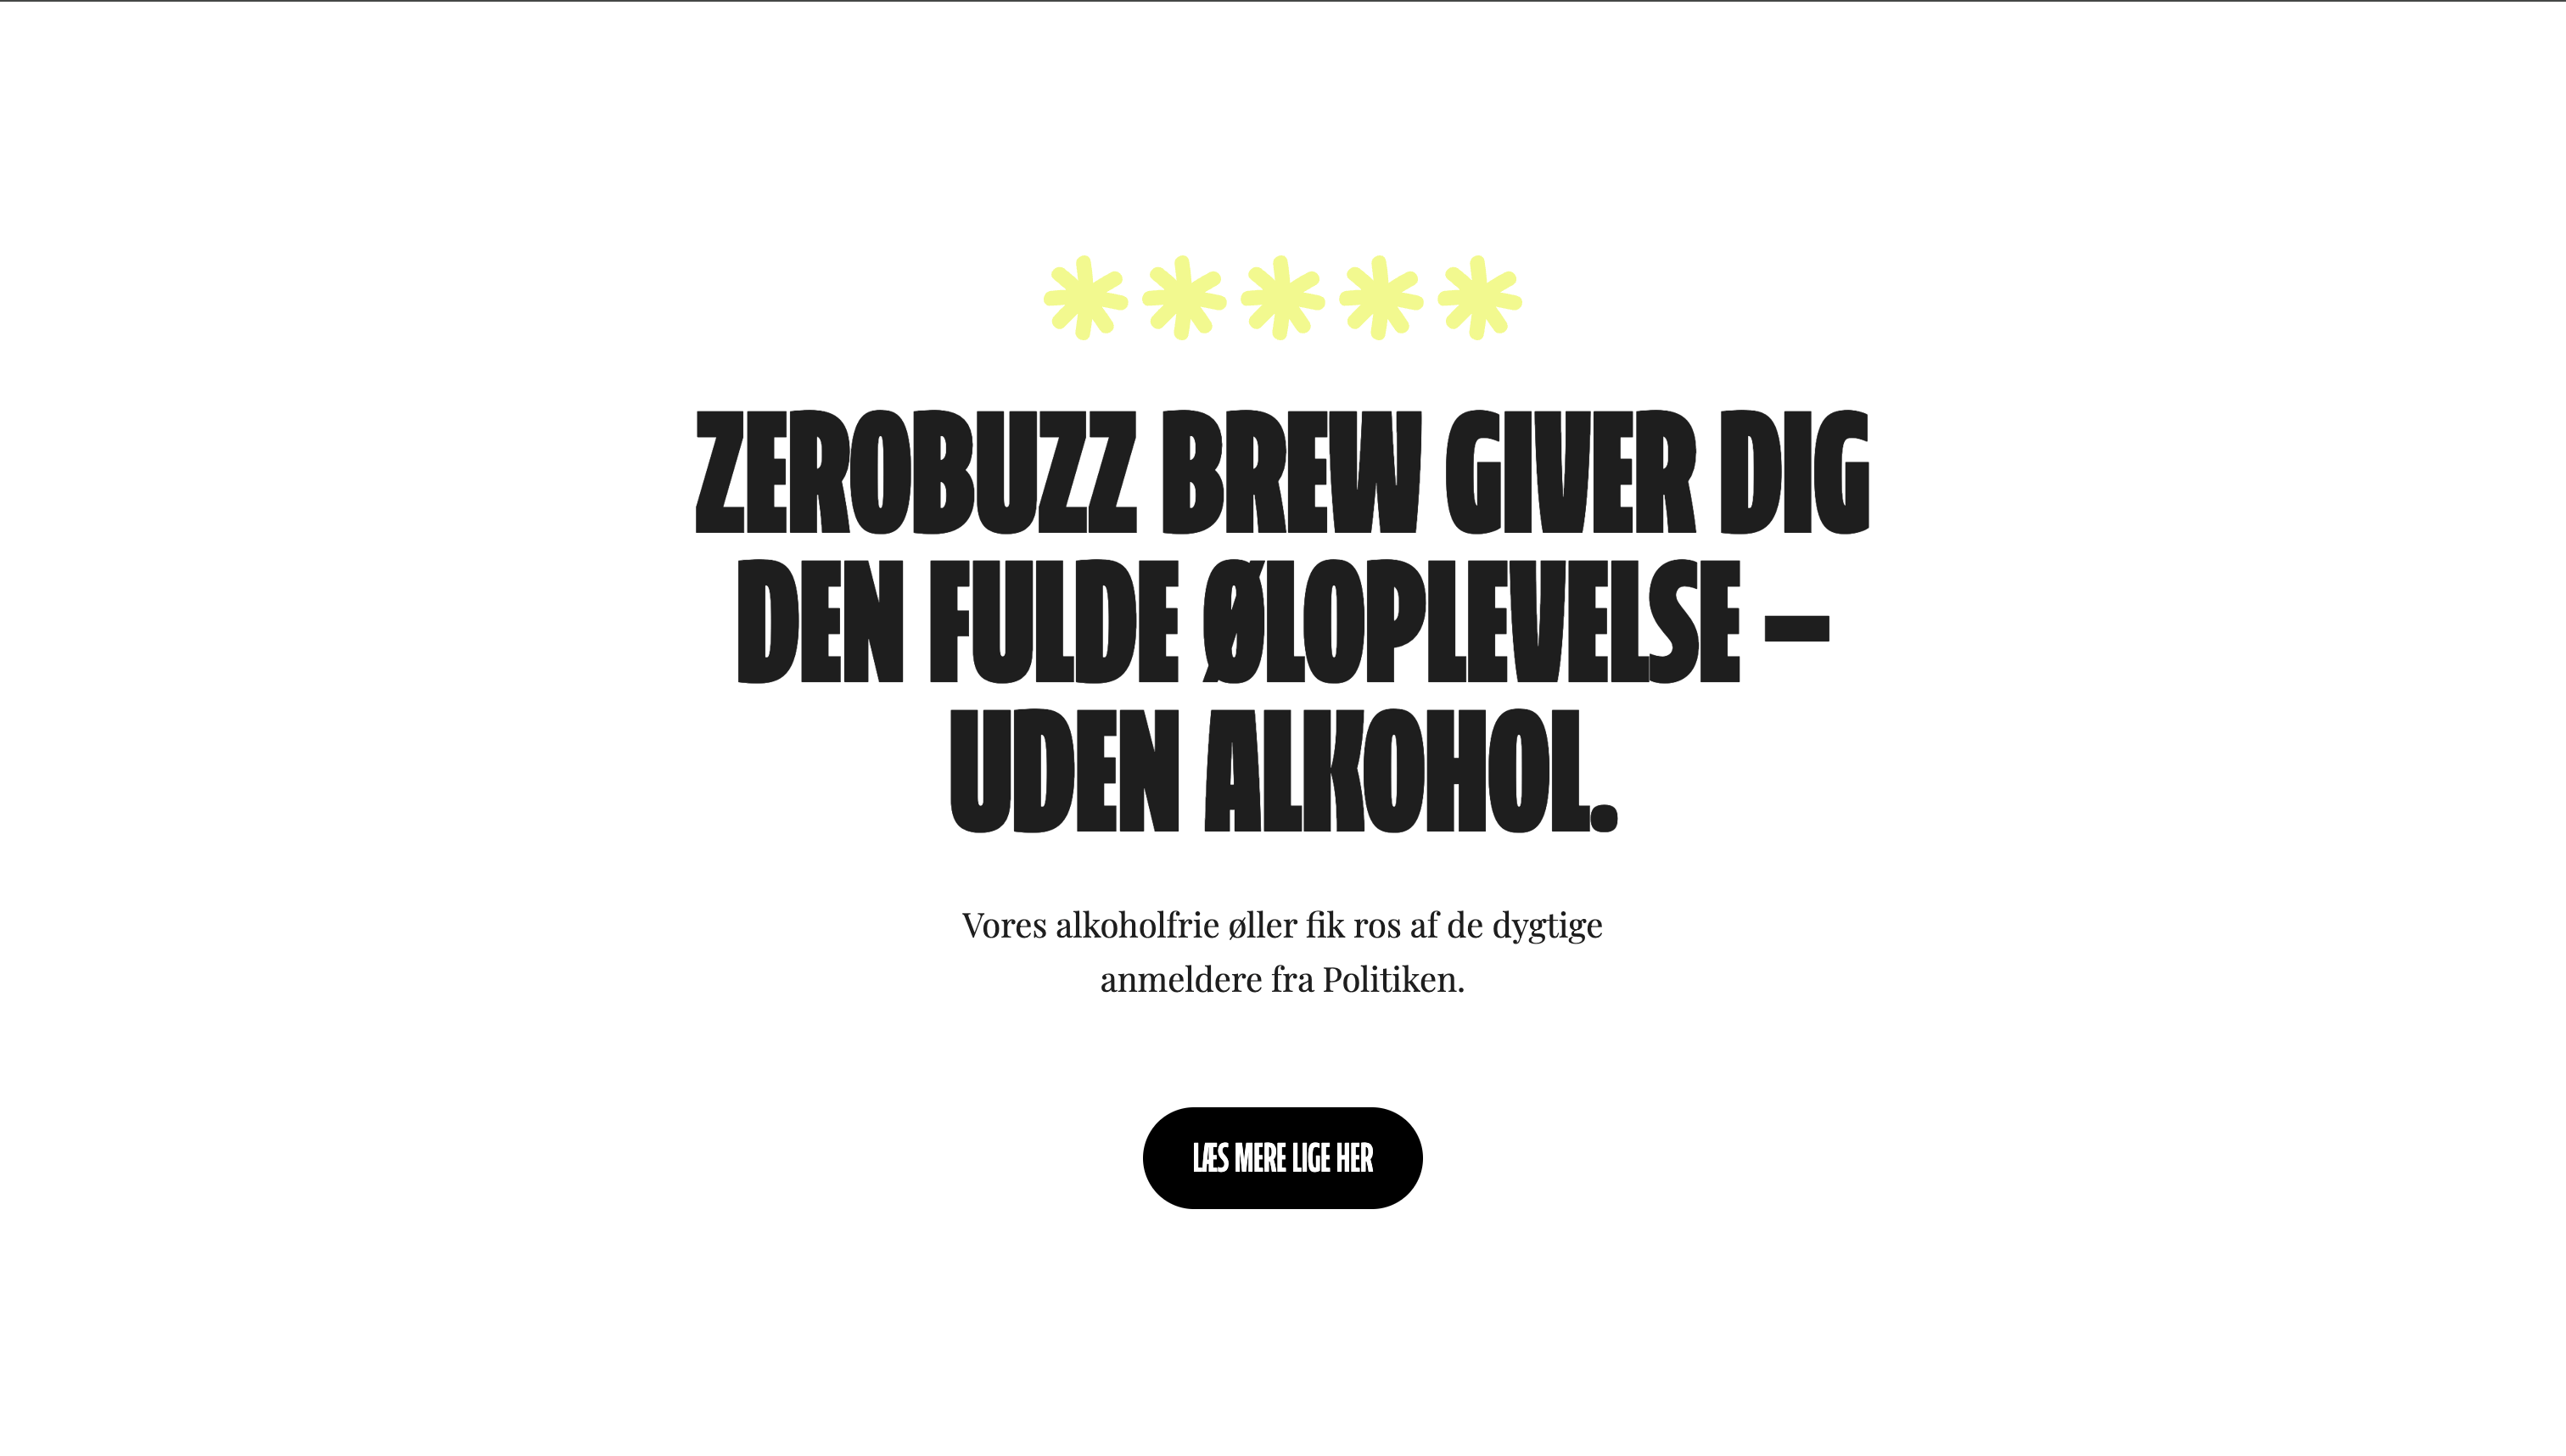 ZEROBUZZ BREW GIVER DIG
DEN FULDE ØLOPLEVELSE –
UDEN ALKOHOL.
Vores alkoholfrie øller fik ros af de dygtige
anmeldere fra Politiken.
LÆS MERE LIGE HER